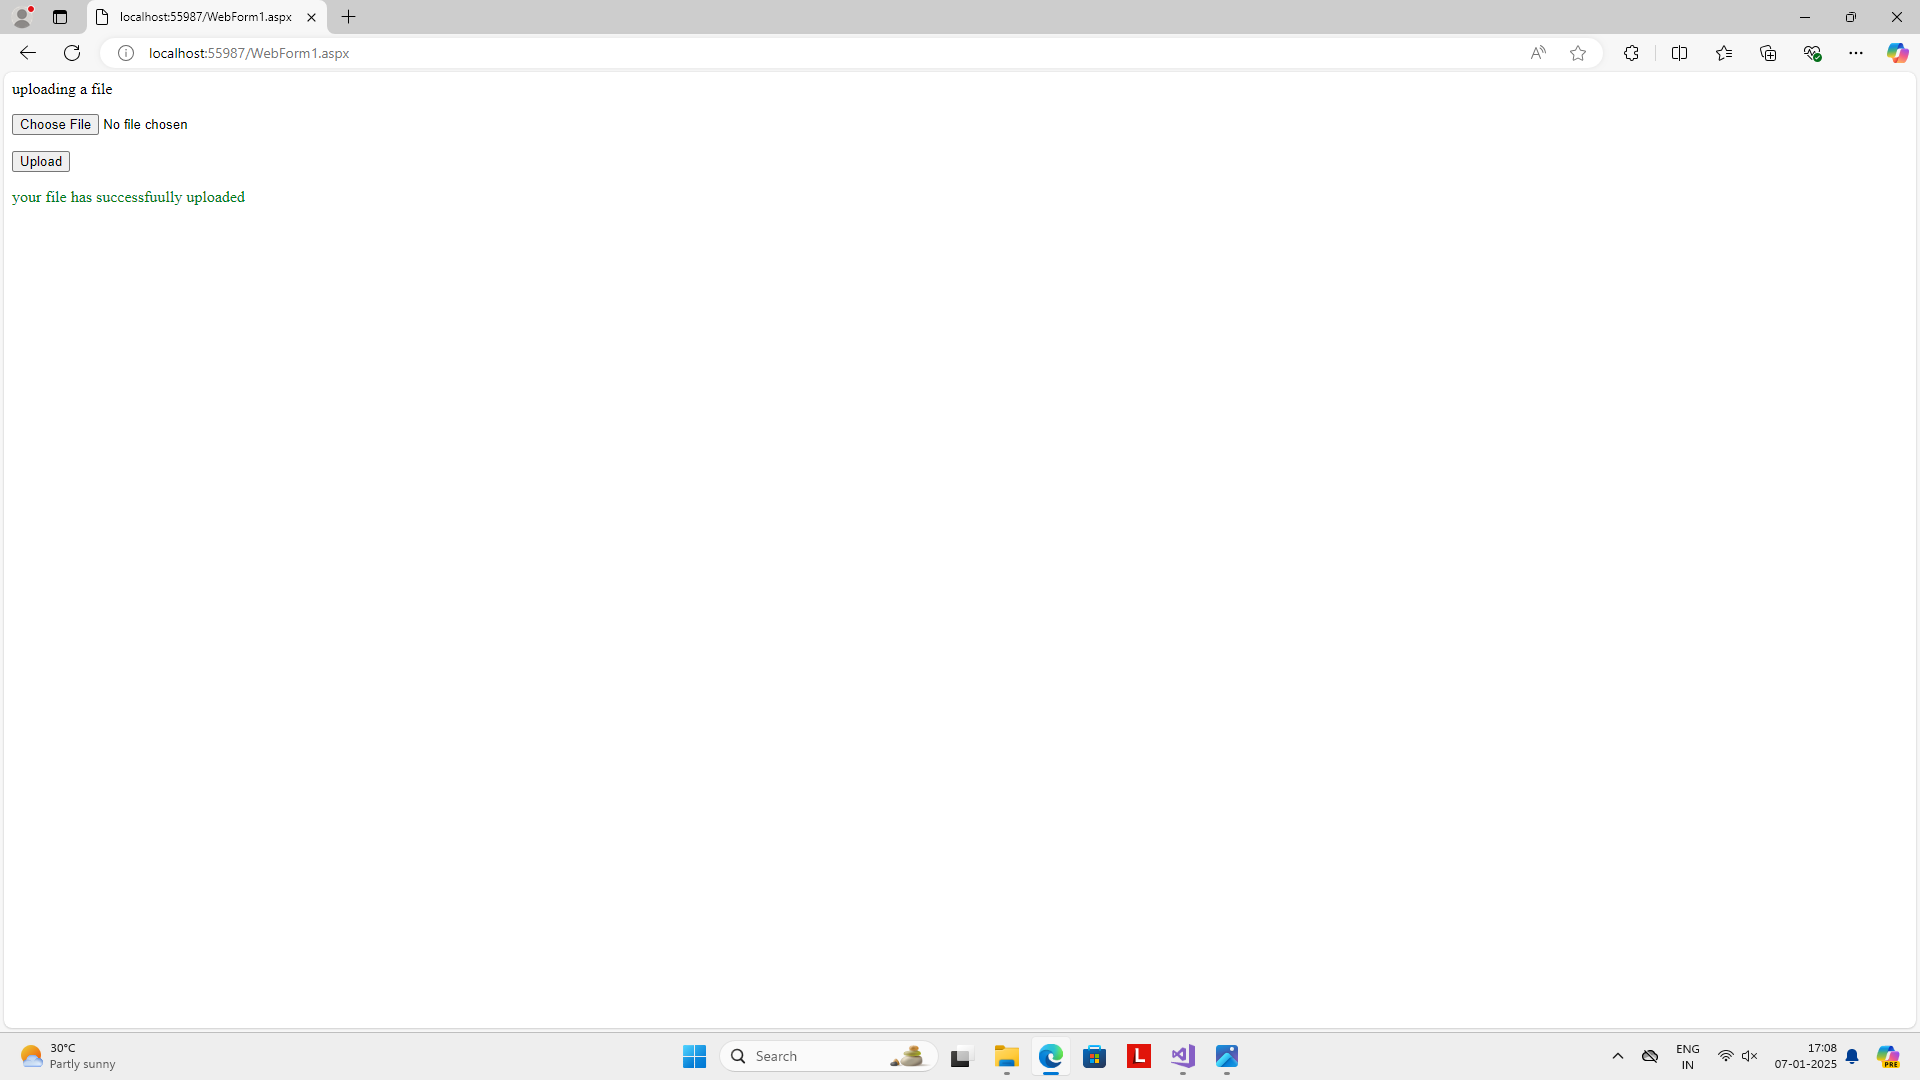 localhost:55987/WebForm1.aspx
localhost:55987/WebForm1.aspx
uploading a file
Choose File No file chosen
Upload
your file has successfuully uploaded
30°C
Partly sunny
Search
L
ENG
IN
17:08
07-01-2025
PRE